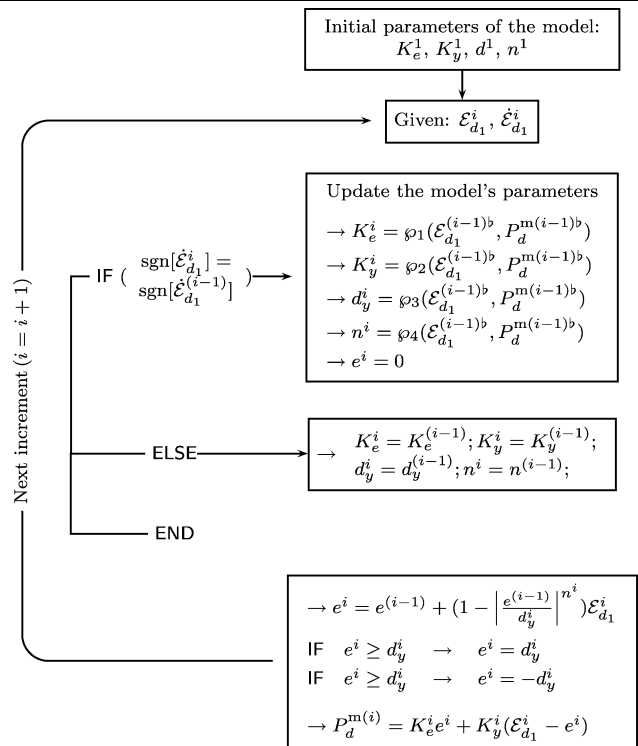 Initial parameters of the model:
K_e^1, K_y^1, d^1, n^1
Given: ℰ_{d_1}^i, ℰ̇_{d_1}^i
Update the model's parameters
→ K_e^i = ℘_1(ℰ_{d_1}^{(i−1)♭}, P_d^{m(i−1)♭})
→ K_y^i = ℘_2(ℰ_{d_1}^{(i−1)♭}, P_d^{m(i−1)♭})
→ d_y^i = ℘_3(ℰ_{d_1}^{(i−1)♭}, P_d^{m(i−1)♭})
→ n^i = ℘_4(ℰ_{d_1}^{(i−1)♭}, P_d^{m(i−1)♭})
→ e^i = 0
IF ( sgn[ℰ̇_{d_1}^i] =
sgn[ℰ̇_{d_1}^{(i−1)}] )
ELSE
→ K_e^i = K_e^{(i−1)}; K_y^i = K_y^{(i−1)};
d_y^i = d_y^{(i−1)}; n^i = n^{(i−1)};
END
Next increment (i = i + 1)
→ e^i = e^{(i−1)} + (1 − |e^{(i−1)}/d_y^i|^{n^i})ℰ_{d_1}^i
IF e^i ≥ d_y^i → e^i = d_y^i
IF e^i ≥ d_y^i → e^i = −d_y^i
→ P_d^{m(i)} = K_e^i e^i + K_y^i(ℰ_{d_1}^i − e^i)